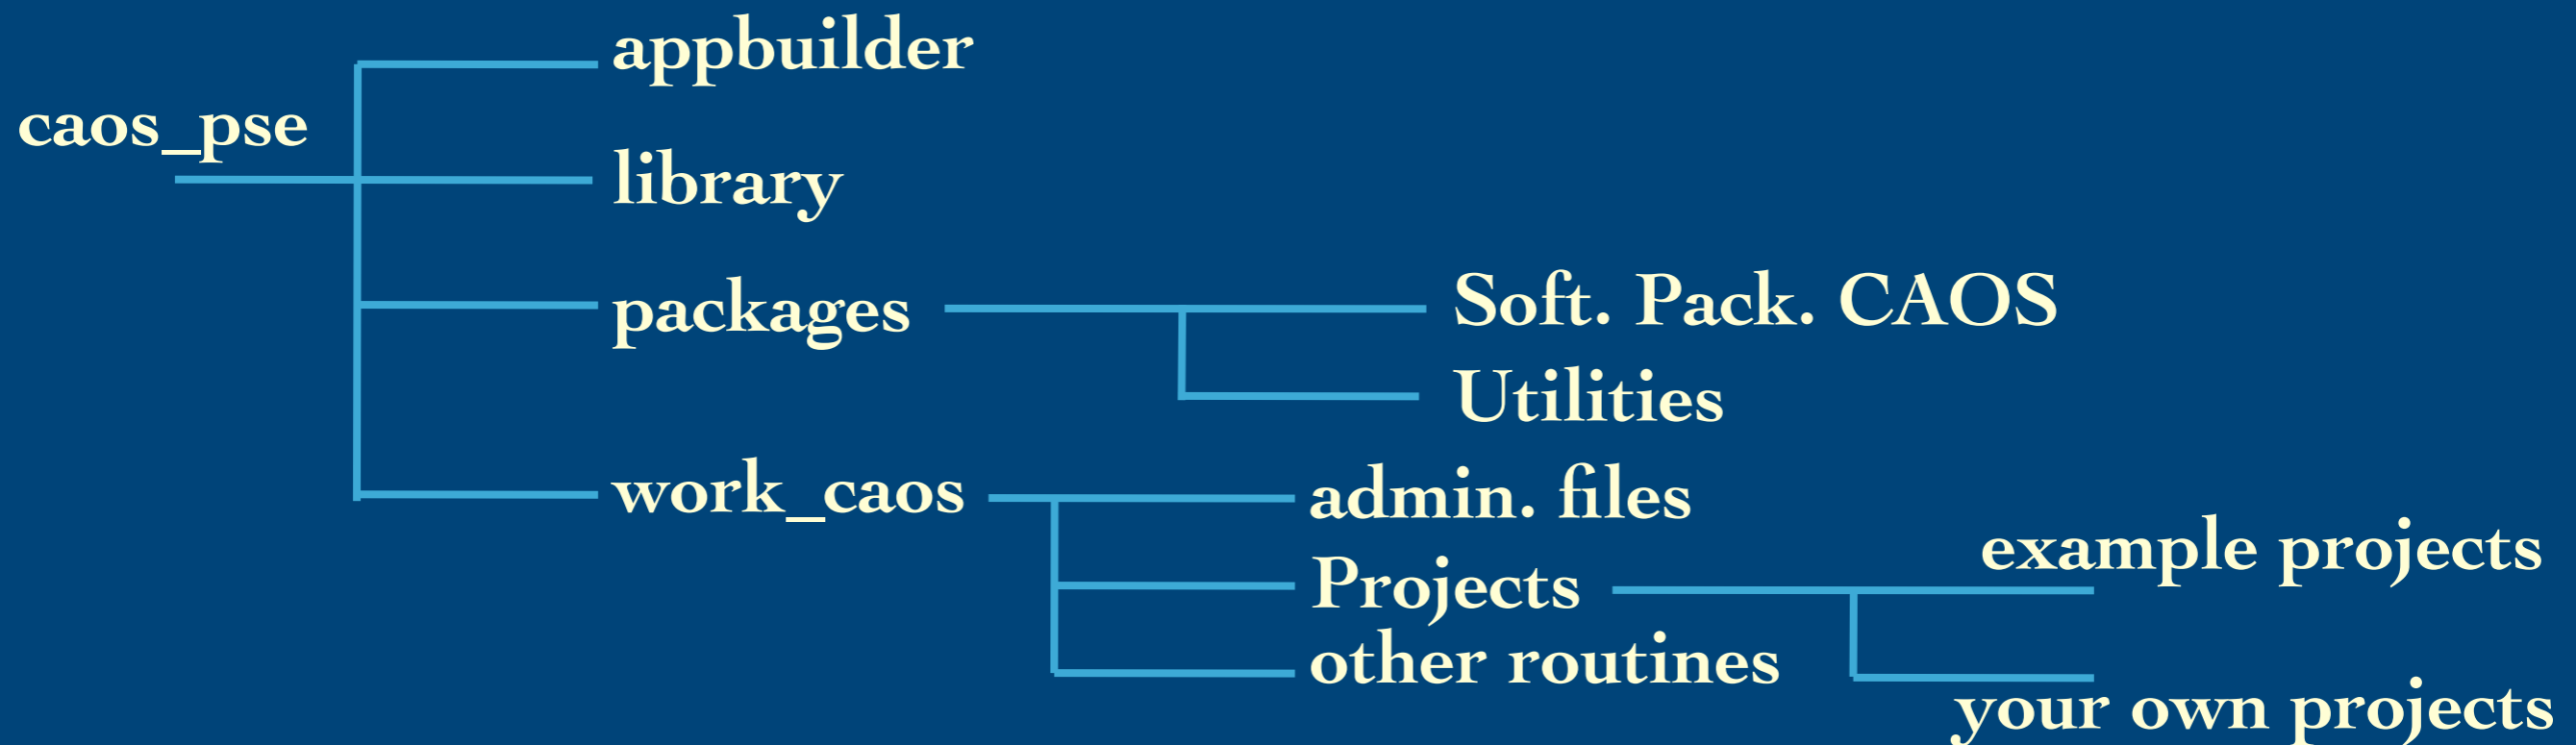 appbuilder
caos_pse
library
packages
Soft. Pack. CAOS
Utilities
work_caos
admin. files
example projects
Projects
other routines
your own projects